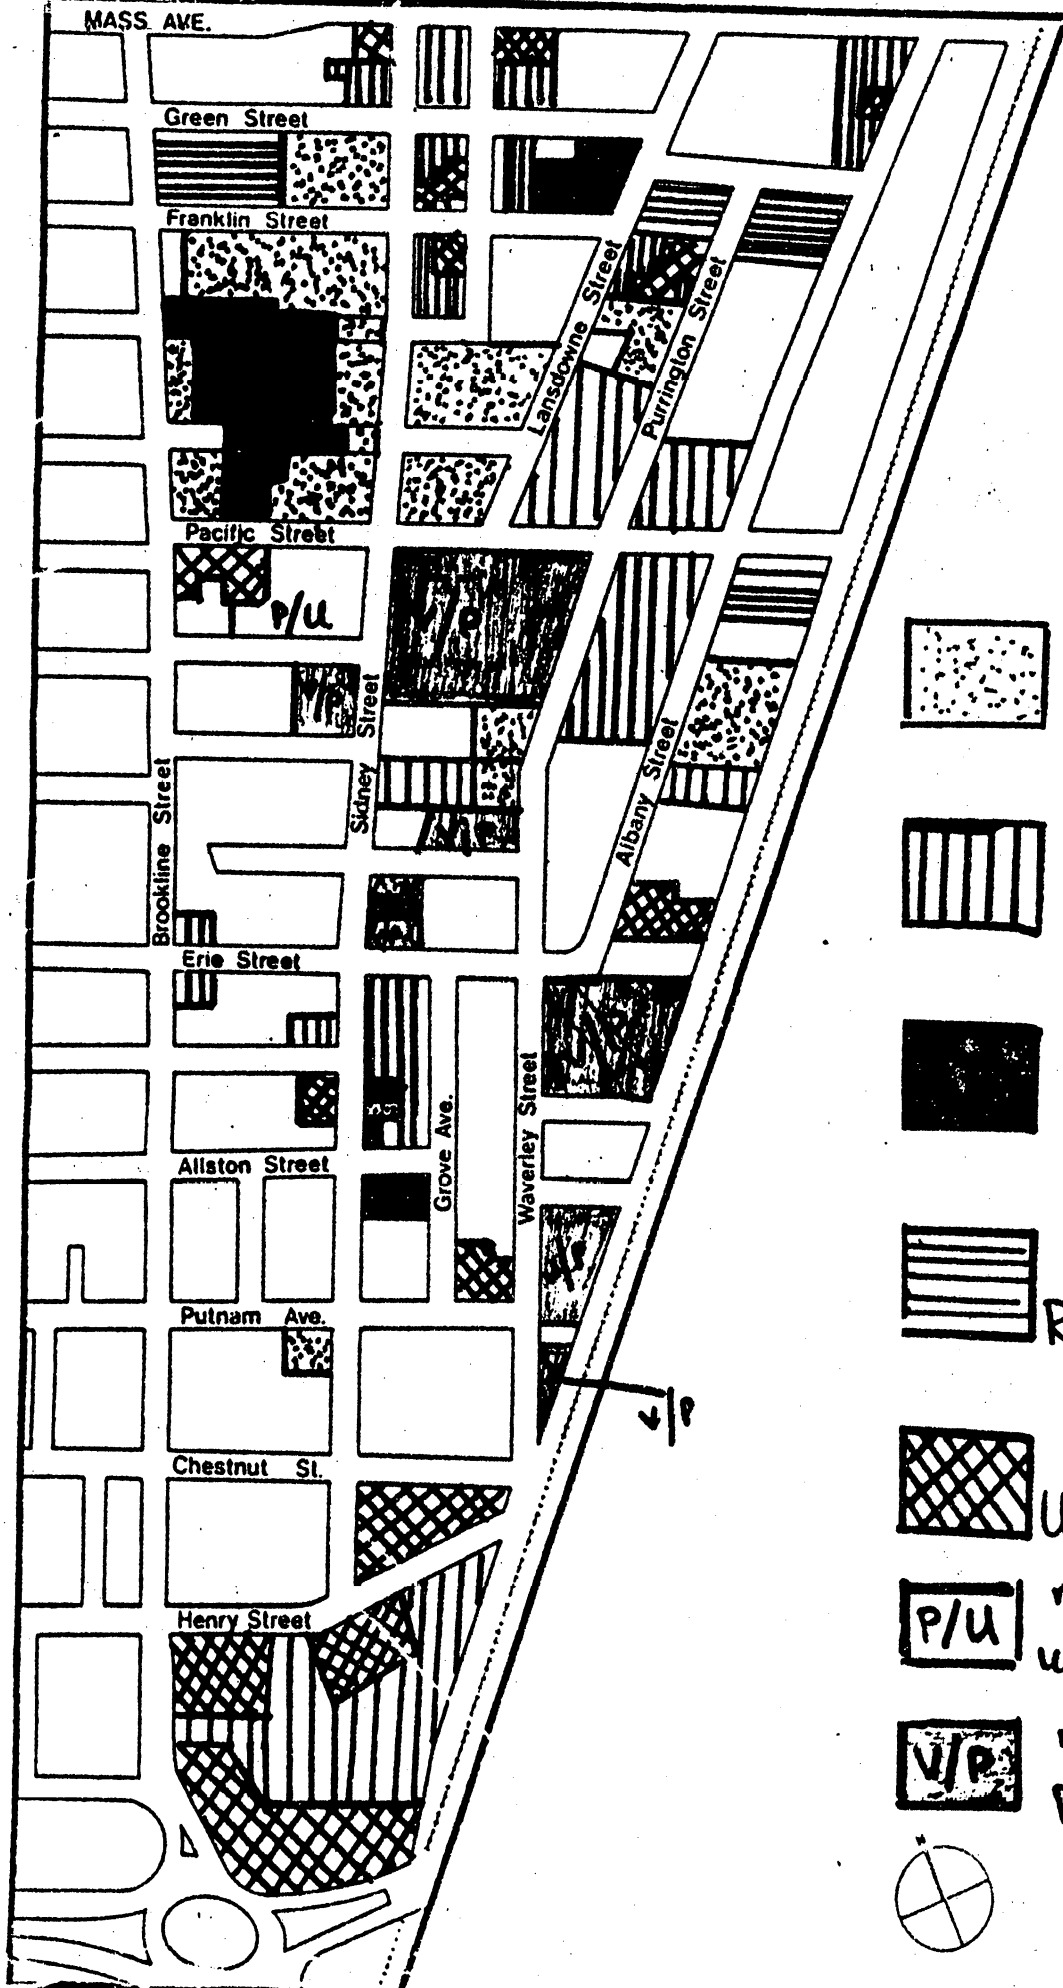 MASS AVE.
Green Street
Franklin Street
Lansdowne Street
Purrington Street
Pacific Street
P/U
V/P
V/P
Street
Sidney
Brookline Street
V/P
Albany Street
Erie Street
V/P
Grove Ave.
Waverley Street
Allston Street
V/P
Putnam Ave.
R
V/P
Chestnut St.
U
Henry Street
P/U
u
V/P
P
N